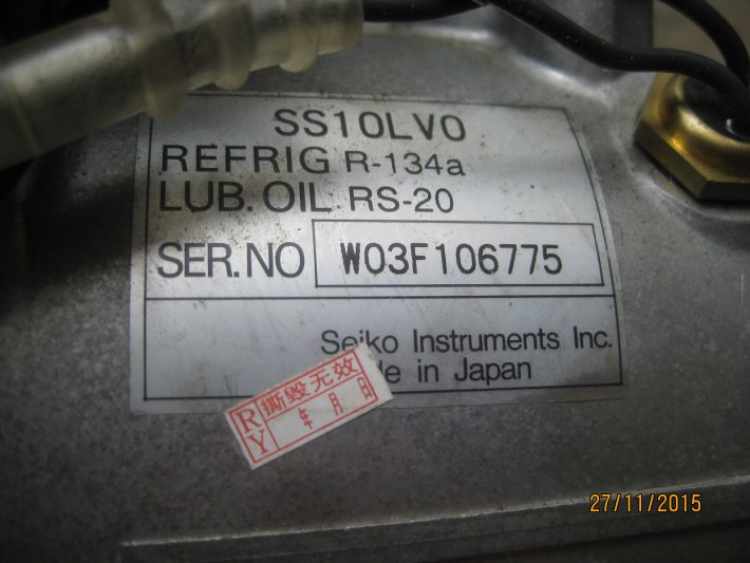 SS10LV0
REFRIG R-134a
LUB. OIL RS-20
SER.NO W03F106775
Seiko Instruments Inc.
in Japan
RY 撕毁无效
年 月 日
27/11/2015